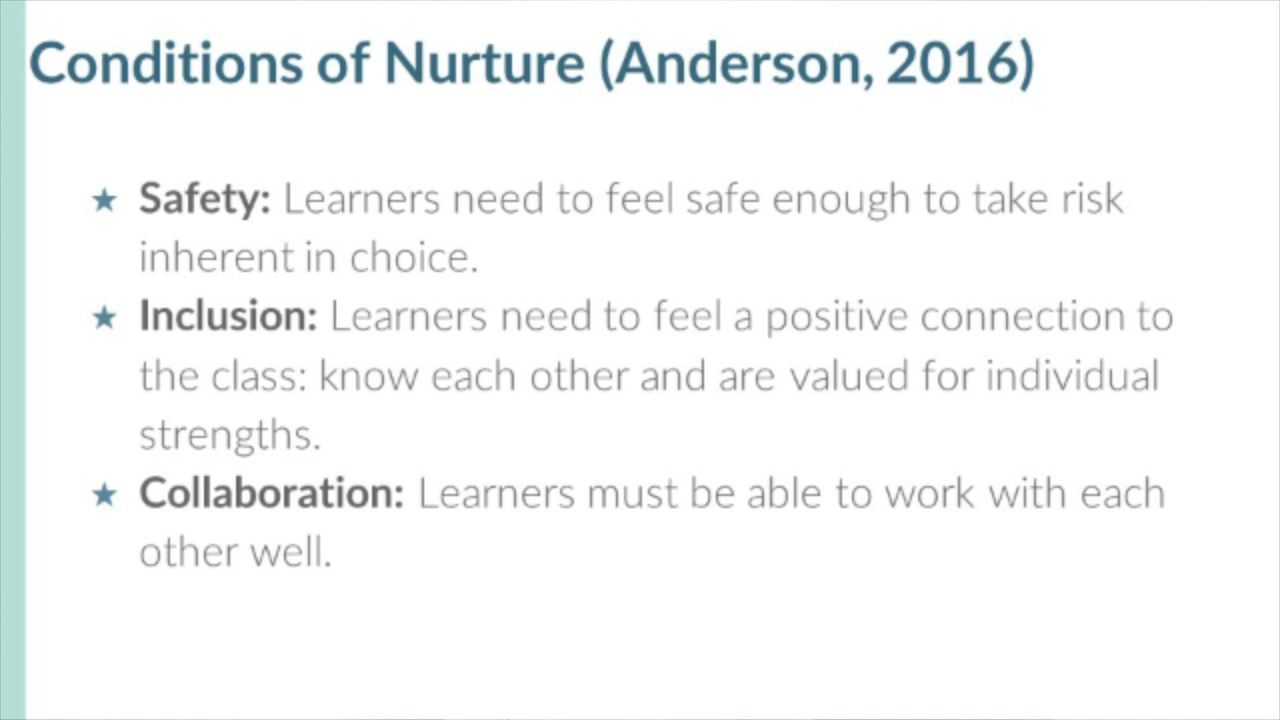 Conditions of Nurture (Anderson, 2016)
★ Safety: Learners need to feel safe enough to take risk
inherent in choice.
★ Inclusion: Learners need to feel a positive connection to
the class: know each other and are valued for individual
strengths.
★ Collaboration: Learners must be able to work with each
other well.